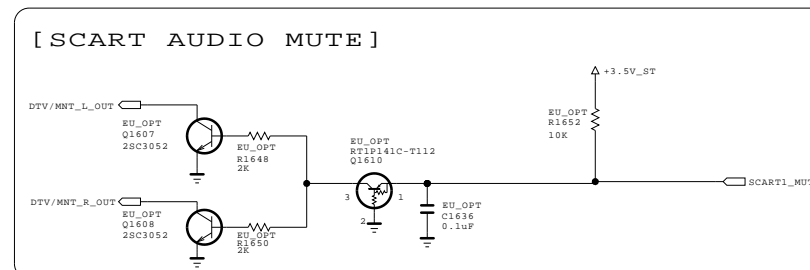 [SCART AUDIO MUTE]
+3.5V_ST
DTV/MNT_L_OUT
EU_OPT
Q1607
2SC3052
EU_OPT
R1648
2K
EU_OPT
RT1P141C-T112
Q1610
EU_OPT
R1652
10K
3
1
2
SCART1_MUT
EU_OPT
C1636
0.1uF
DTV/MNT_R_OUT
EU_OPT
Q1608
2SC3052
EU_OPT
R1650
2K